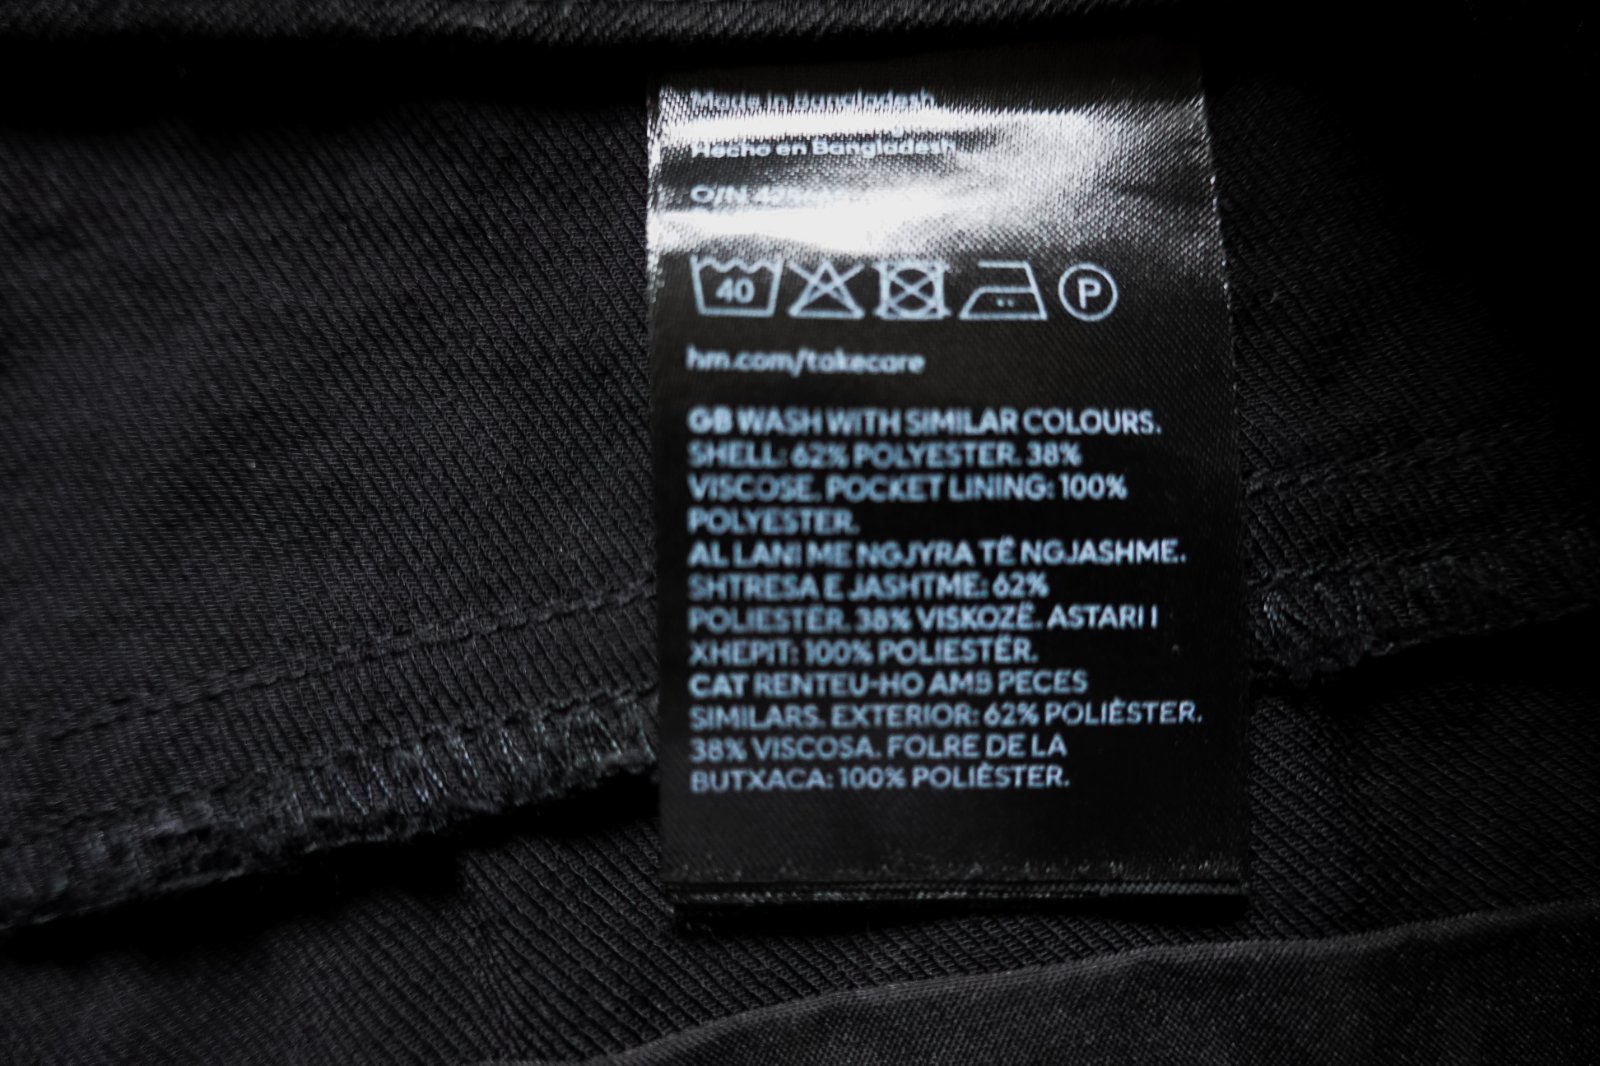 Made in Bangladesh
Hecho en Bangladesh
O/N
40
P
hm.com/takecare
GB WASH WITH SIMILAR COLOURS.
SHELL: 62% POLYESTER. 38%
VISCOSE. POCKET LINING: 100%
POLYESTER.
AL LANI ME NGJYRA TË NGJASHME.
SHTRESA E JASHTME: 62%
POLIESTËR. 38% VISKOZË. ASTARI I
XHEPIT: 100% POLIESTËR.
CAT RENTEU-HO AMB PECES
SIMILARS. EXTERIOR: 62% POLIÈSTER.
38% VISCOSA. FOLRE DE LA
BUTXACA: 100% POLIÈSTER.